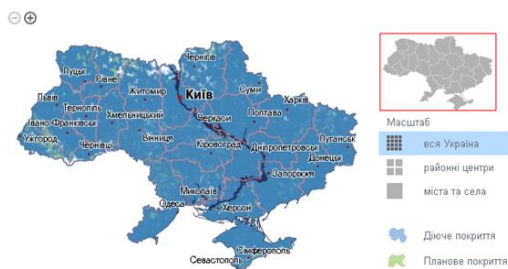 Чернігів
Луцьк
Рівне
Київ
Суми
Житомир
Львів
Харків
Тернопіль
Хмельницький
Полтава
Черкаси
Івано-Франківськ
Вінниця
Луганськ
Ужгород
Кіровоград
Дніпропетровськ
Чернівці
Донецьк
Запоріжжя
Миколаїв
Одеса
Херсон
Сімферополь
Севастополь
Масштаб
вся Україна
районні центри
міста та села
Діюче покриття
Планове покриття